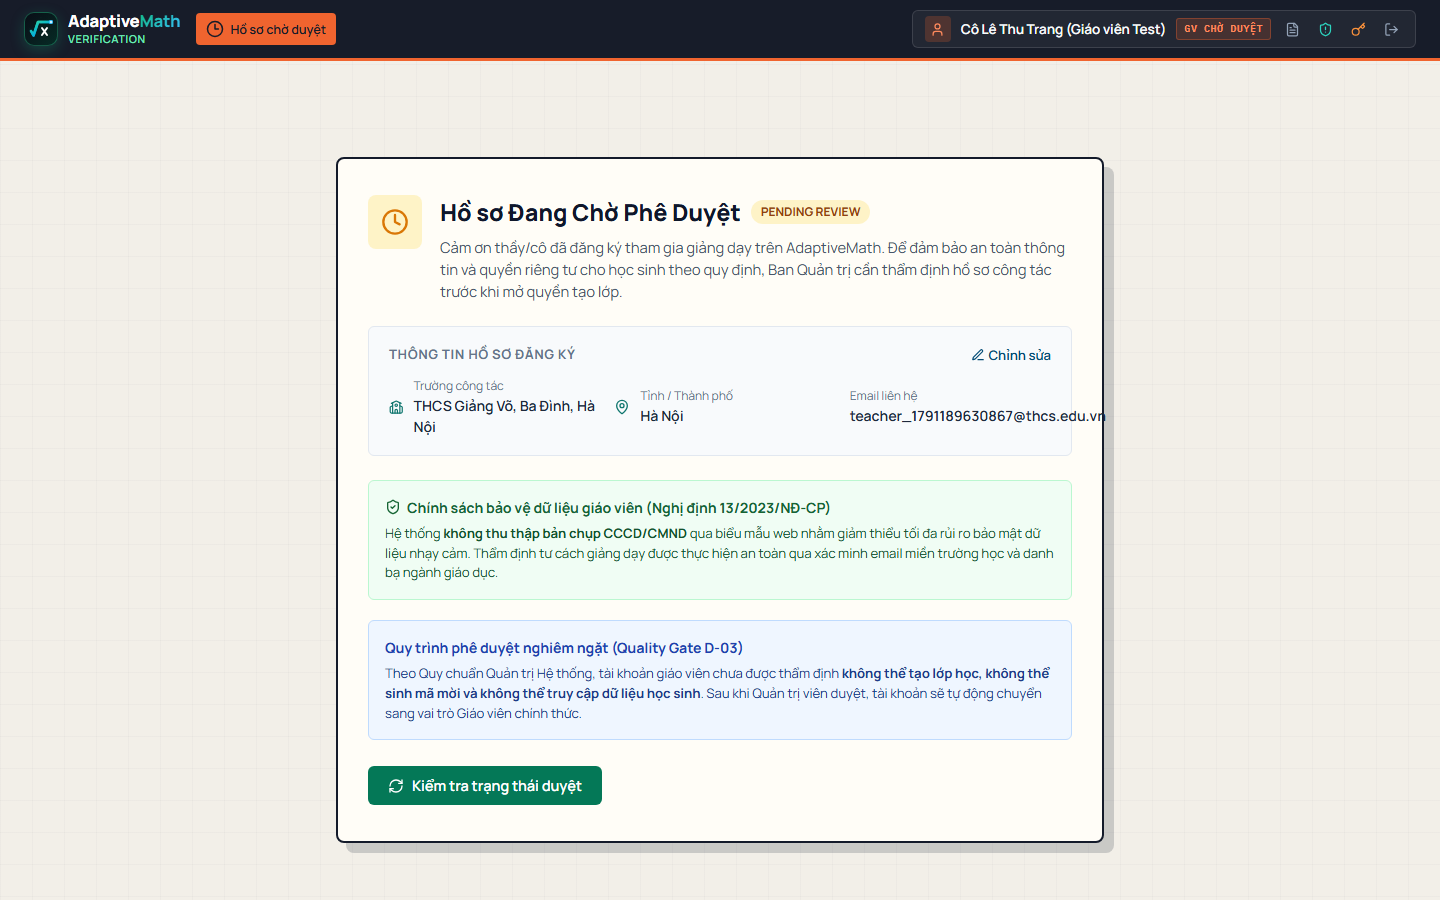 AdaptiveMath
VERIFICATION
Hồ sơ chờ duyệt
Cô Lê Thu Trang (Giáo viên Test)
GV CHỜ DUYỆT
Hồ sơ Đang Chờ Phê Duyệt
PENDING REVIEW
Cảm ơn thầy/cô đã đăng ký tham gia giảng dạy trên AdaptiveMath. Để đảm bảo an toàn thông
tin và quyền riêng tư cho học sinh theo quy định, Ban Quản trị cần thẩm định hồ sơ công tác
trước khi mở quyền tạo lớp.
THÔNG TIN HỒ SƠ ĐĂNG KÝ
Chỉnh sửa
Trường công tác
THCS Giảng Võ, Ba Đình, Hà
Nội
Tỉnh / Thành phố
Hà Nội
Email liên hệ
teacher_1791189630867@thcs.edu.vn
Chính sách bảo vệ dữ liệu giáo viên (Nghị định 13/2023/NĐ-CP)
Hệ thống không thu thập bản chụp CCCD/CMND qua biểu mẫu web nhằm giảm thiểu tối đa rủi ro bảo mật dữ
liệu nhạy cảm. Thẩm định tư cách giảng dạy được thực hiện an toàn qua xác minh email miền trường học và danh
bạ ngành giáo dục.
Quy trình phê duyệt nghiêm ngặt (Quality Gate D-03)
Theo Quy chuẩn Quản trị Hệ thống, tài khoản giáo viên chưa được thẩm định không thể tạo lớp học, không thể
sinh mã mời và không thể truy cập dữ liệu học sinh. Sau khi Quản trị viên duyệt, tài khoản sẽ tự động chuyển
sang vai trò Giáo viên chính thức.
Kiểm tra trạng thái duyệt